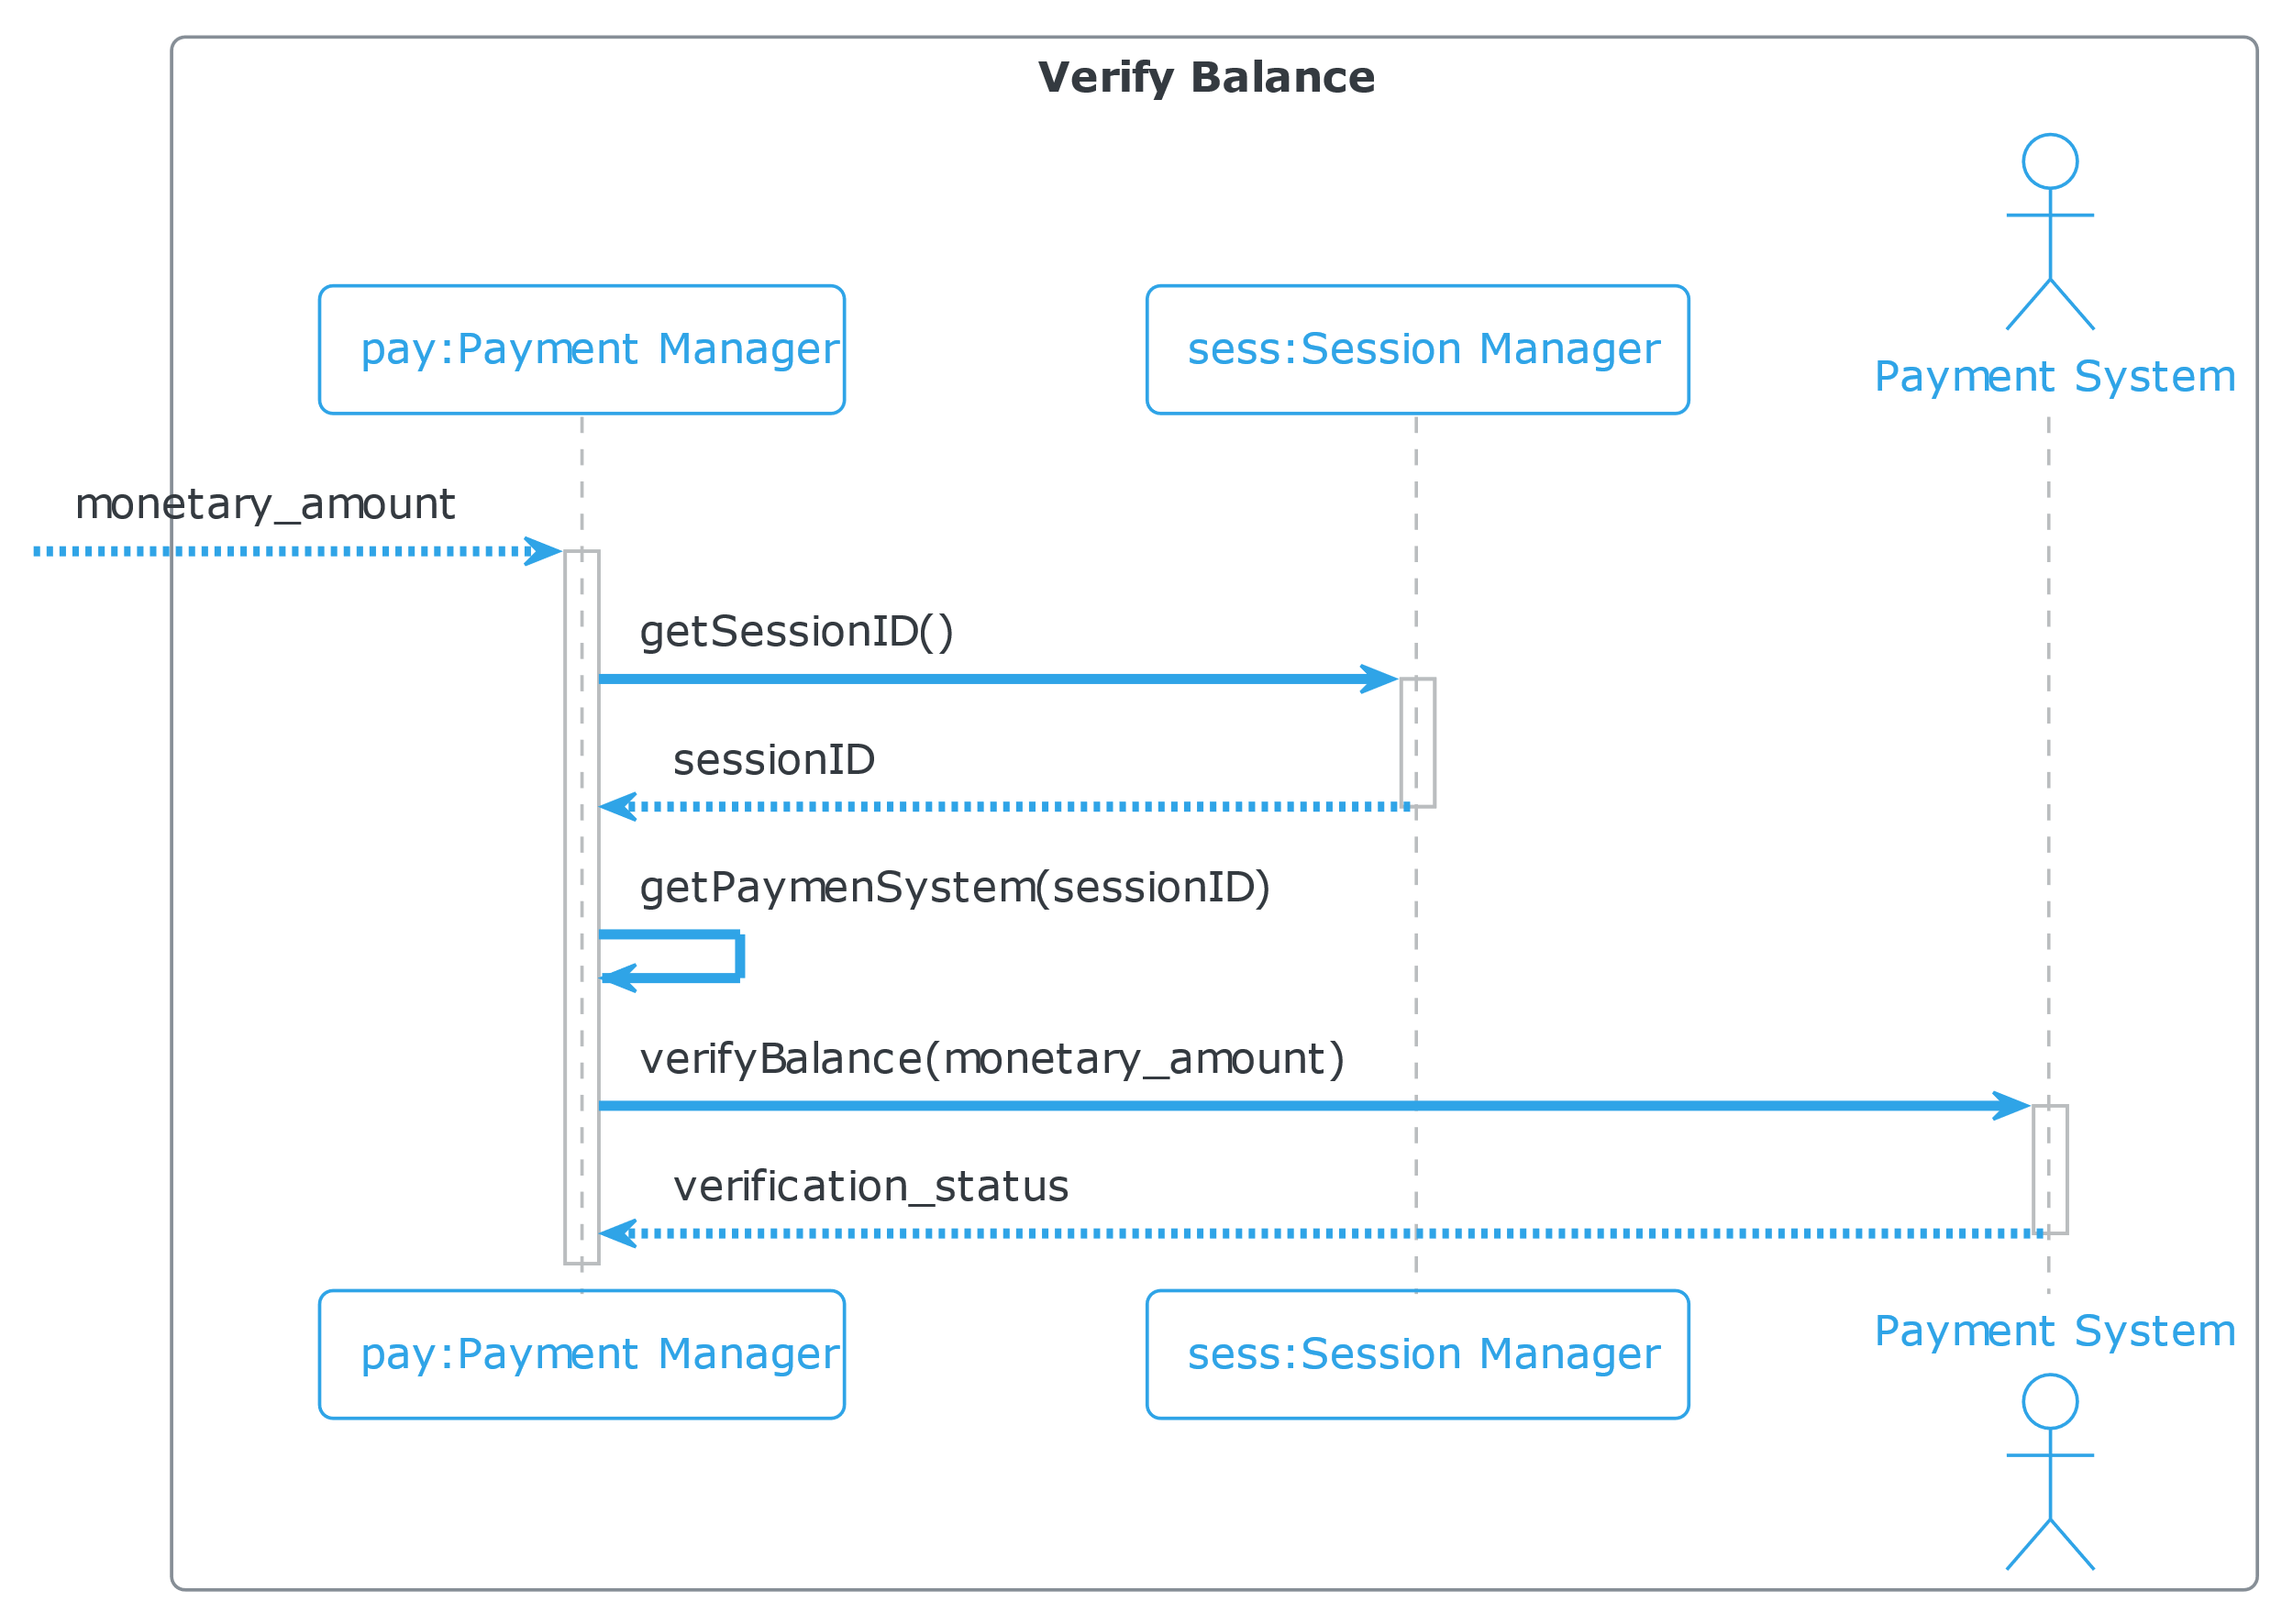 Verify Balance
pay:Payment Manager
sess:Session Manager
Payment System
monetary_amount
getSessionID()
sessionID
getPaymenSystem(sessionID)
verifyBalance(monetary_amount)
verification_status
pay:Payment Manager
sess:Session Manager
Payment System